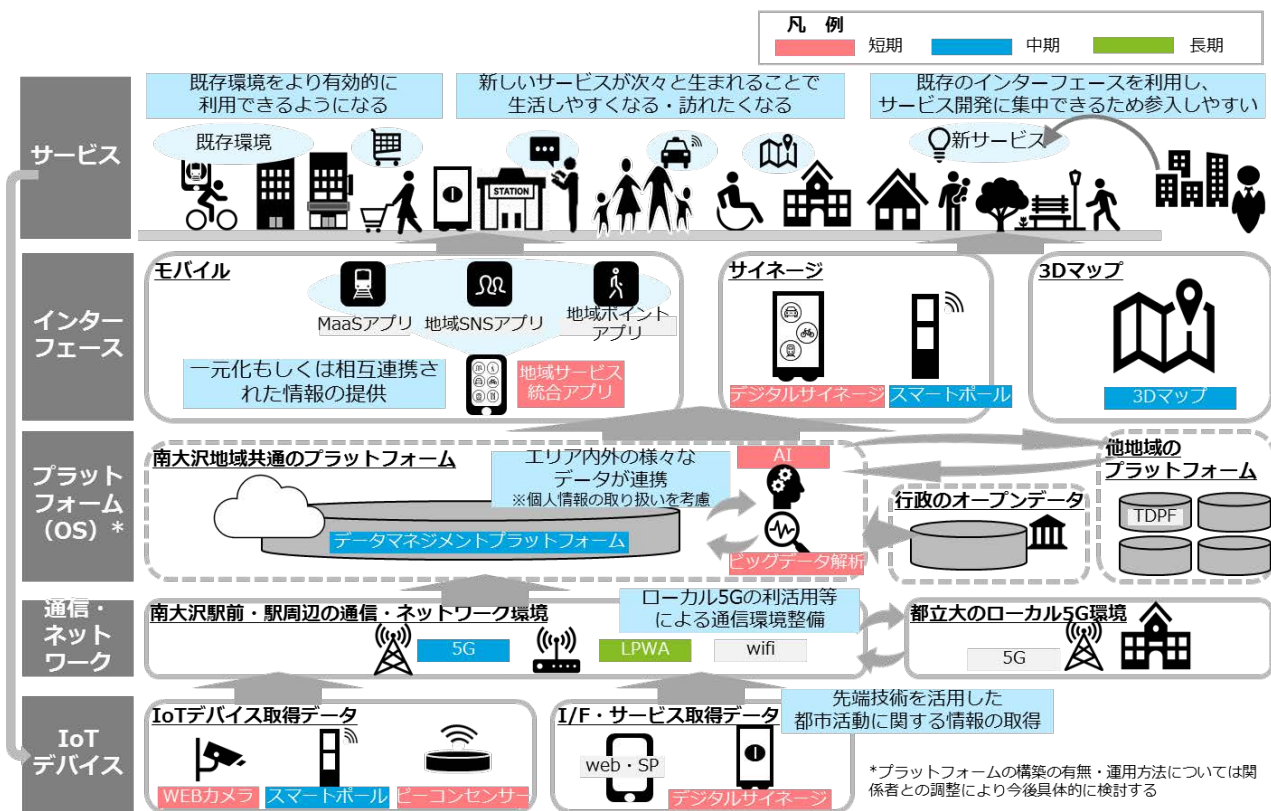 凡 例
短期
中期
長期
サービス
既存環境をより有効的に
利用できるようになる
新しいサービスが次々と生まれることで
生活しやすくなる・訪れたくなる
既存のインターフェースを利用し、
サービス開発に集中できるため参入しやすい
既存環境
新サービス
STATION
インター
フェース
モバイル
MaaSアプリ
地域SNSアプリ
地域ポイント
アプリ
一元化もしくは相互連携さ
れた情報の提供
地域サービス
統合アプリ
サイネージ
デジタルサイネージ
スマートポール
3Dマップ
3Dマップ
プラット
フォーム
（OS）*
南大沢地域共通のプラットフォーム
エリア内外の様々な
データが連携
※個人情報の取り扱いを考慮
データマネジメントプラットフォーム
AI
ビッグデータ解析
行政のオープンデータ
他地域の
プラットフォーム
TDPF
通信・
ネット
ワーク
南大沢駅前・駅周辺の通信・ネットワーク環境
ローカル5Gの利活用等
による通信環境整備
5G
LPWA
wifi
都立大のローカル5G環境
5G
IoT
デバイス
IoTデバイス取得データ
WEBカメラ
スマートポール
ビーコンセンサー
I/F・サービス取得データ
web・SP
デジタルサイネージ
先端技術を活用した
都市活動に関する情報の取得
*プラットフォームの構築の有無・運用方法については関
係者との調整により今後具体的に検討する